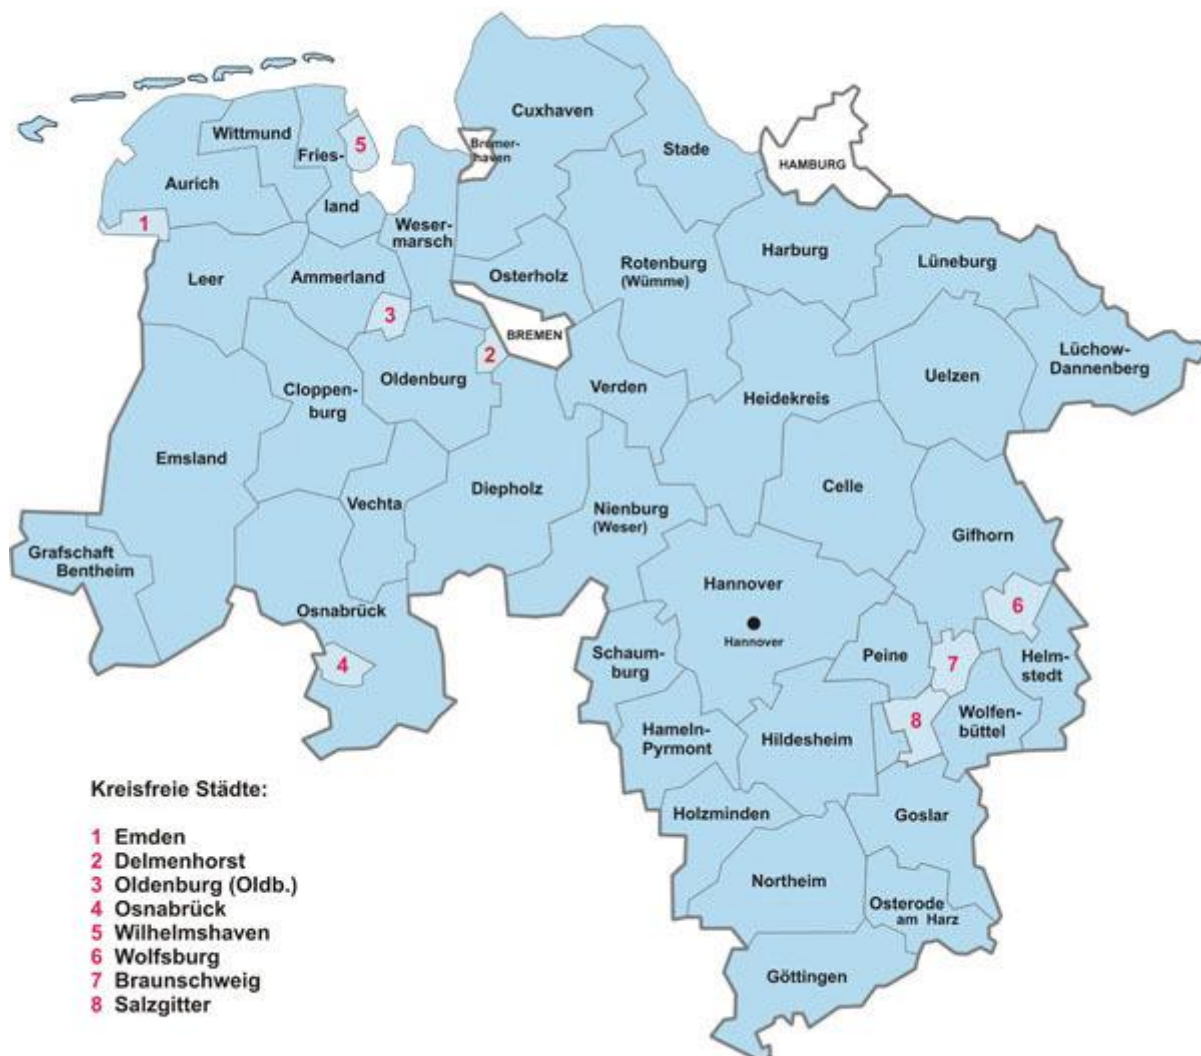 Cuxhaven
Wittmund
Bremer-
haven
Stade
5
Fries-
HAMBURG
Aurich
land
1
Weser-
marsch
Harburg
Lüneburg
Leer
Ammerland
Osterholz
Rotenburg
(Wümme)
3
BREMEN
2
Lüchow-
Dannenberg
Oldenburg
Uelzen
Cloppen-
burg
Verden
Heidekreis
Emsland
Vechta
Diepholz
Celle
Nienburg
(Weser)
Gifhorn
Grafschaft
Bentheim
Hannover
Osnabrück
6
Hannover
Schaum-
burg
Peine
7
Helm-
stedt
4
Hameln-
Pyrmont
Hildesheim
8
Wolfen-
büttel
Holzminden
Goslar
Northeim
Osterode
am Harz
Göttingen
Kreisfreie Städte:
1 Emden
2 Delmenhorst
3 Oldenburg (Oldb.)
4 Osnabrück
5 Wilhelmshaven
6 Wolfsburg
7 Braunschweig
8 Salzgitter